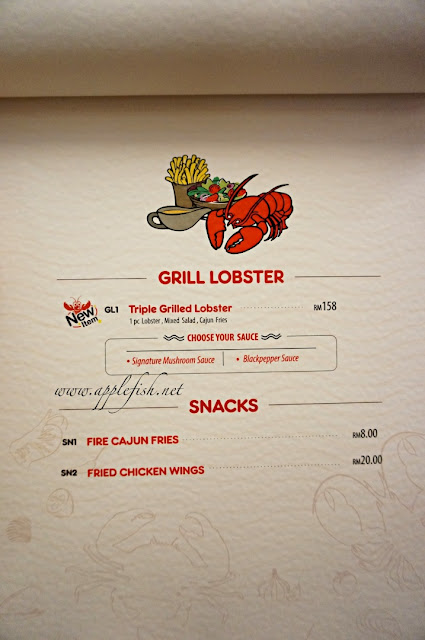 GRILL LOBSTER
New Item
GL1 Triple Grilled Lobster RM158
1 pc Lobster, Mixed Salad, Cajun Fries
CHOOSE YOUR SAUCE
• Signature Mushroom Sauce • Blackpepper Sauce
www.applefish.net
SNACKS
SN1 FIRE CAJUN FRIES RM8.00
SN2 FRIED CHICKEN WINGS RM20.00